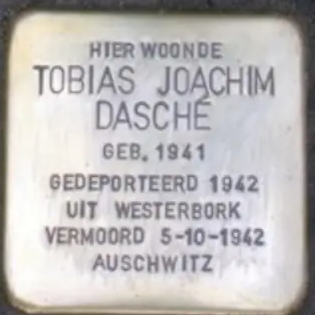 HIER WOONDE
TOBIAS JOACHIM
DASCHÉ
GEB. 1941
GEDEPORTEERD 1942
UIT WESTERBORK
VERMOORD 5-10-1942
AUSCHWITZ